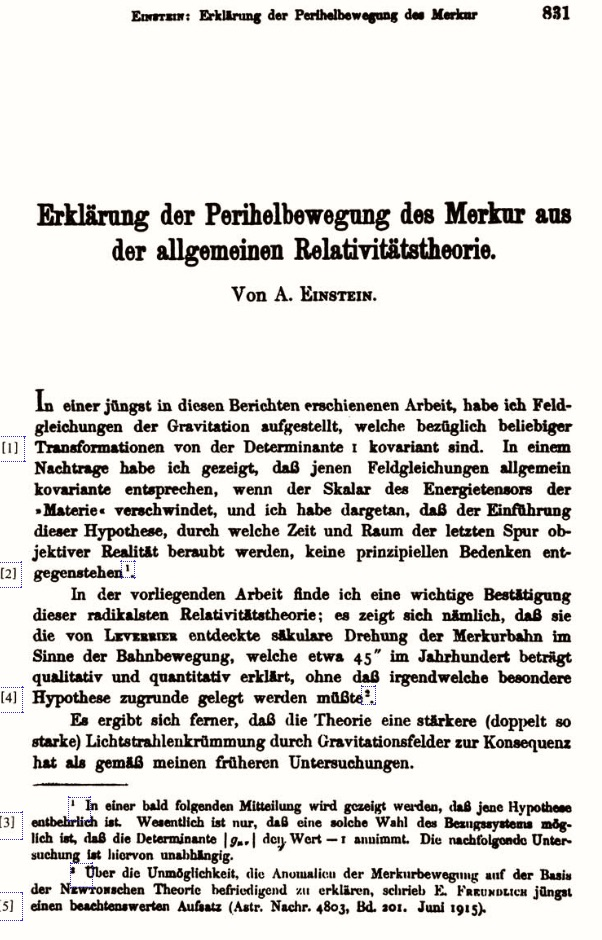 EINSTEIN: Erklärung der Perihelbewegung des Merkur 831
Erklärung der Perihelbewegung des Merkur aus
der allgemeinen Relativitätstheorie.
Von A. EINSTEIN.
In einer jüngst in diesen Berichten erschienenen Arbeit, habe ich Feld-
gleichungen der Gravitation aufgestellt, welche bezüglich beliebiger
[1] Transformationen von der Determinante 1 kovariant sind. In einem
Nachtrage habe ich gezeigt, daß jenen Feldgleichungen allgemein
kovariante entsprechen, wenn der Skalar des Energietensors der
»Materie« verschwindet, und ich habe dargetan, daß der Einführung
dieser Hypothese, durch welche Zeit und Raum der letzten Spur ob-
jektiver Realität beraubt werden, keine prinzipiellen Bedenken ent-
[2] gegenstehen¹.
In der vorliegenden Arbeit finde ich eine wichtige Bestätigung
dieser radikalsten Relativitätstheorie; es zeigt sich nämlich, daß sie
die von LEVERRIER entdeckte säkulare Drehung der Merkurbahn im
Sinne der Bahnbewegung, welche etwa 45″ im Jahrhundert beträgt
qualitativ und quantitativ erklärt, ohne daß irgendwelche besondere
[4] Hypothese zugrunde gelegt werden müßte².
Es ergibt sich ferner, daß die Theorie eine stärkere (doppelt so
starke) Lichtstrahlenkrümmung durch Gravitationsfelder zur Konsequenz
hat als gemäß meinen früheren Untersuchungen.
¹ In einer bald folgenden Mitteilung wird gezeigt werden, daß jene Hypothese
[3] entbehrlich ist. Wesentlich ist nur, daß eine solche Wahl des Bezugssystems mög-
lich ist, daß die Determinante |gμν| den Wert −1 annimmt. Die nachfolgende Unter-
suchung ist hiervon unabhängig.
² Über die Unmöglichkeit, die Anomalien der Merkurbewegung auf der Basis
der NEWTONschen Theorie befriedigend zu erklären, schrieb E. FREUNDLICH jüngst
[5] einen beachtenswerten Aufsatz (Astr. Nachr. 4803, Bd. 201. Juni 1915).